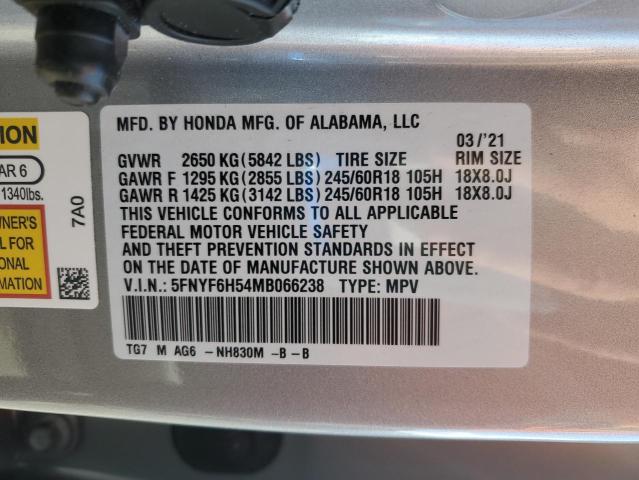 MFD. BY HONDA MFG. OF ALABAMA, LLC
03/'21
GVWR 2650 KG (5842 LBS) TIRE SIZE RIM SIZE
GAWR F 1295 KG (2855 LBS) 245/60R18 105H 18X8.0J
GAWR R 1425 KG (3142 LBS) 245/60R18 105H 18X8.0J
THIS VEHICLE CONFORMS TO ALL APPLICABLE
FEDERAL MOTOR VEHICLE SAFETY
AND THEFT PREVENTION STANDARDS IN EFFECT
ON THE DATE OF MANUFACTURE SHOWN ABOVE.
V.I.N.: 5FNYF6H54MB066238 TYPE: MPV
TG7 M AG6 -NH830M -B -B
ION
AR 6
1340lbs.
7A0
WNER'S
L FOR
ONAL
MATION